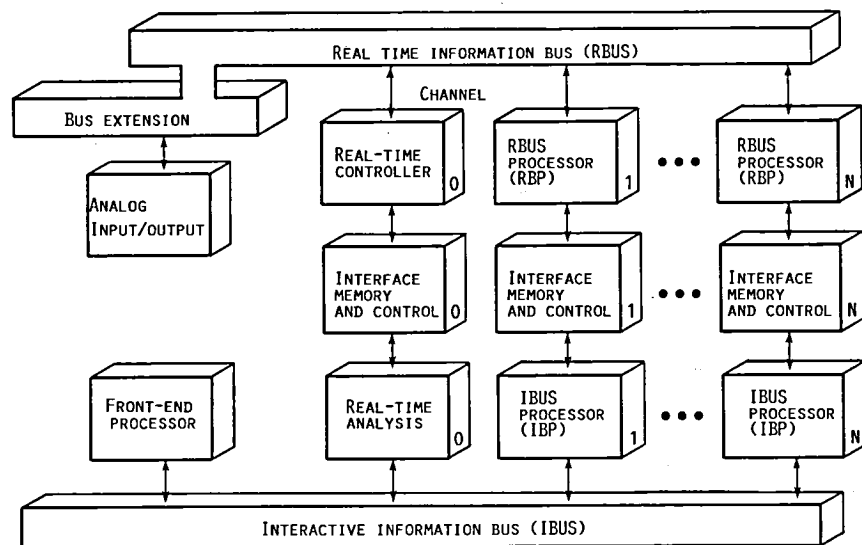 REAL TIME INFORMATION BUS (RBUS)
BUS EXTENSION
CHANNEL
ANALOG
INPUT/OUTPUT
REAL-TIME
CONTROLLER
0
RBUS
PROCESSOR
(RBP)
1
RBUS
PROCESSOR
(RBP)
N
INTERFACE
MEMORY
AND CONTROL
0
INTERFACE
MEMORY
AND CONTROL
1
INTERFACE
MEMORY
AND CONTROL
N
FRONT-END
PROCESSOR
REAL-TIME
ANALYSIS
0
IBUS
PROCESSOR
(IBP)
1
IBUS
PROCESSOR
(IBP)
N
INTERACTIVE INFORMATION BUS (IBUS)